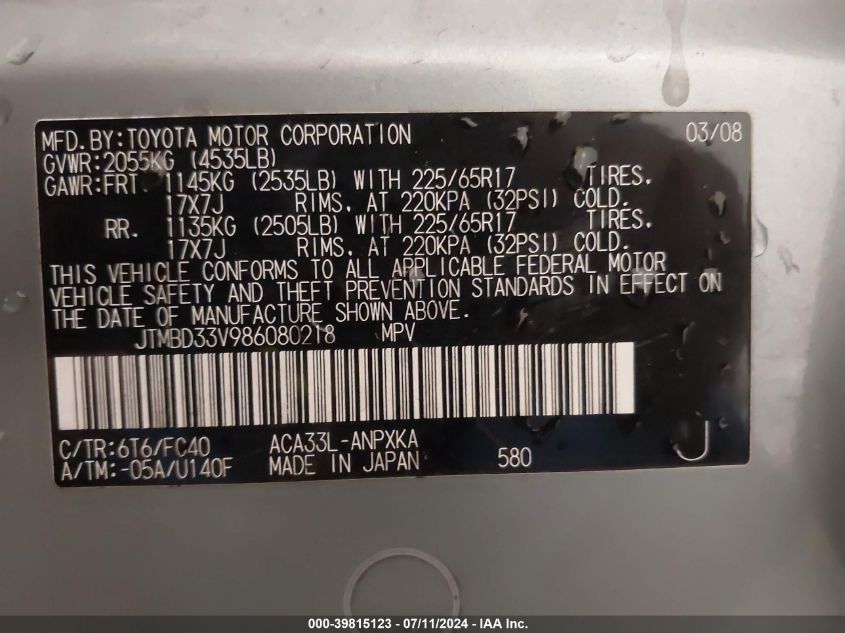 MFD.BY:TOYOTA MOTOR CORPORATION 03/08
GVWR:2055KG (4535LB)
GAWR:FRT 1145KG (2535LB) WITH 225/65R17 TIRES,
17X7J RIMS, AT 220KPA (32PSI) COLD.
RR. 1135KG (2505LB) WITH 225/65R17 TIRES,
17X7J RIMS, AT 220KPA (32PSI) COLD.
THIS VEHICLE CONFORMS TO ALL APPLICABLE FEDERAL MOTOR
VEHICLE SAFETY AND THEFT PREVENTION STANDARDS IN EFFECT ON
THE DATE OF MANUFACTURE SHOWN ABOVE.
JTMBD33V986080218 MPV
C/TR:6T6/FC40 ACA33L-ANPXKA
A/TM:-05A/U140F MADE IN JAPAN 580 J
000-39815123 - 07/11/2024 - IAA Inc.